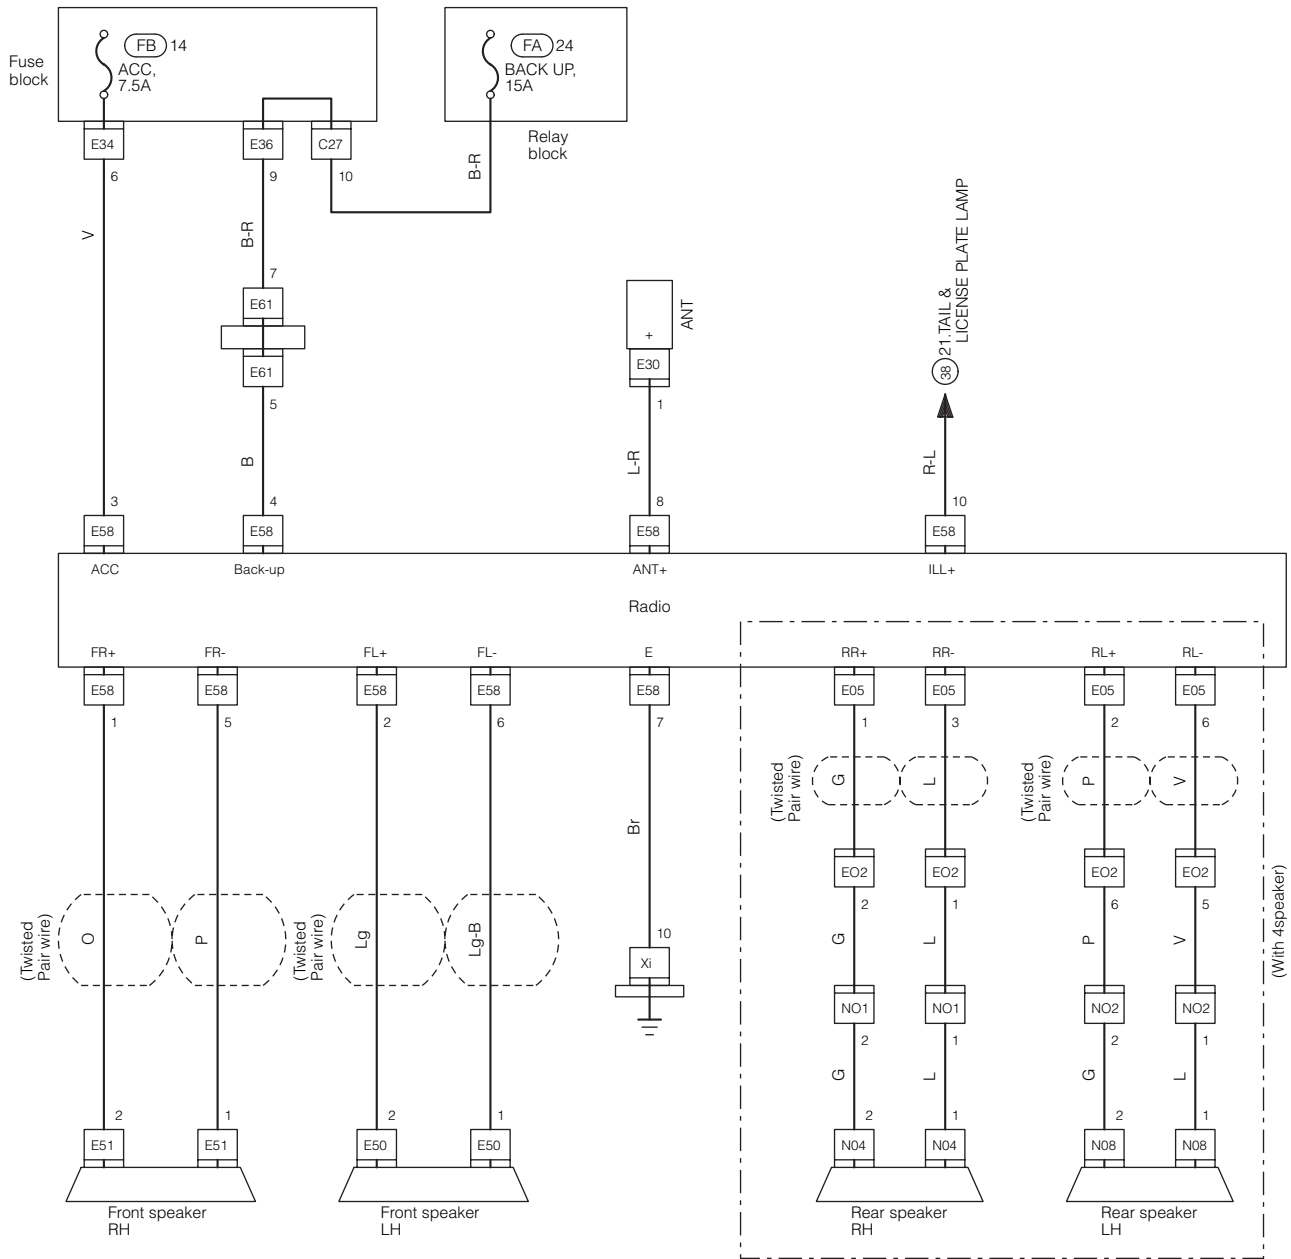 FB 14
ACC,
7.5A
FA 24
BACK UP,
15A
Fuse
block
Relay
block
E34
E36
C27
6
9
10
B-R
V
B-R
21.TAIL &
LICENSE PLATE LAMP
38
7
E61
ANT
+
E61
E30
5
1
B
L-R
R-L
3
4
8
10
E58
E58
E58
E58
ACC
Back-up
ANT+
ILL+
Radio
FR+
FR-
FL+
FL-
E
RR+
RR-
RL+
RL-
E58
E58
E58
E58
E58
E05
E05
E05
E05
1
5
2
6
7
1
3
2
6
(Twisted
Pair wire)
G
L
(Twisted
Pair wire)
P
V
Br
EO2
EO2
EO2
EO2
2
1
6
5
(With 4speaker)
(Twisted
Pair wire)
O
P
(Twisted
Pair wire)
Lg
Lg-B
10
Xi
G
L
P
V
NO1
NO1
NO2
NO2
2
1
2
1
G
L
G
L
2
1
2
1
2
1
2
1
E51
E51
E50
E50
N04
N04
N08
N08
Front speaker
RH
Front speaker
LH
Rear speaker
RH
Rear speaker
LH